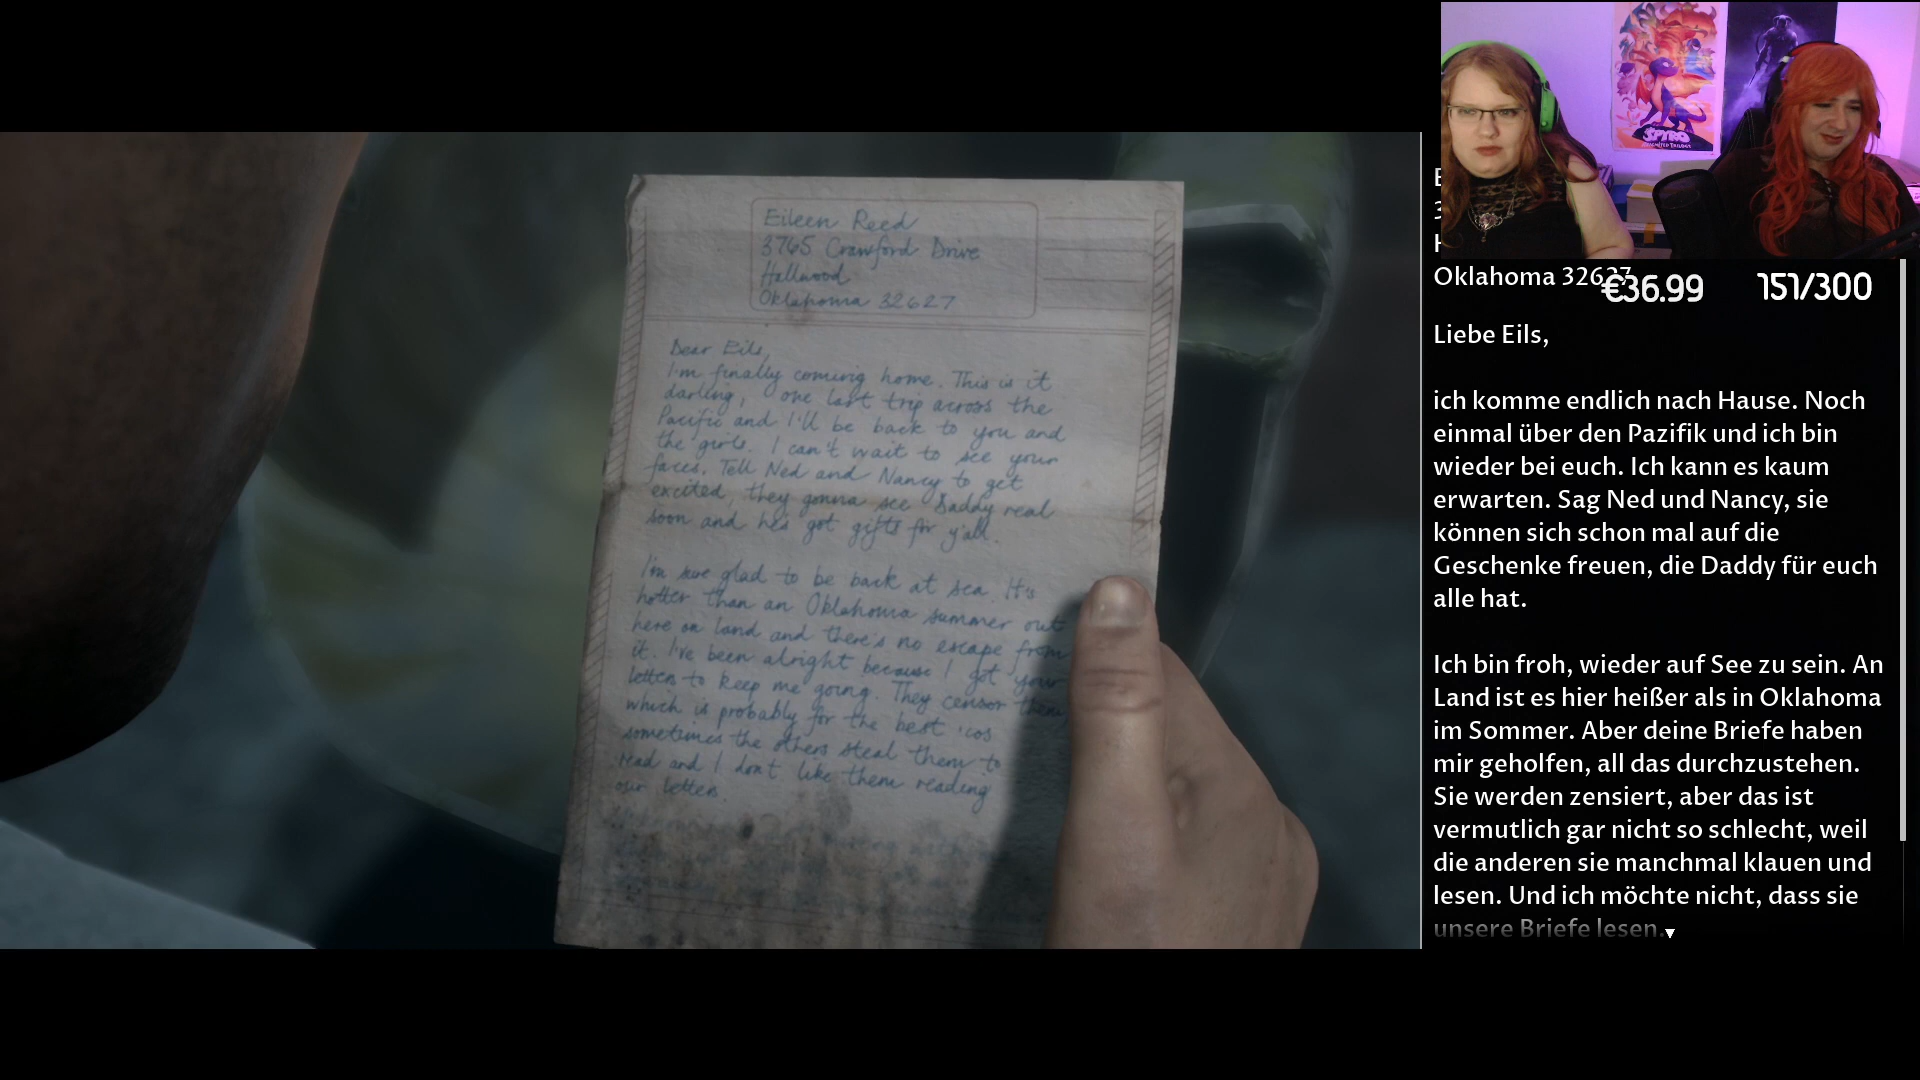 Eileen Reed
3765 Crawford Drive
Hallwood
Oklahoma 32627
Dear Eils,
I'm finally coming home. This is it
darling, one last trip across the
Pacific and I'll be back to you and
the girls. I can't wait to see your
faces. Tell Ned and Nancy to get
excited, they gonna see Daddy real
soon and he's got gifts for y'all.
I'm sure glad to be back at sea. It's
hotter than an Oklahoma summer out
here on land and there's no escape from
it. I've been alright because I got your
letters to keep me going. They censor them,
which is probably for the best 'cos
sometimes the others steal them to
read and I don't like them reading
our letters.
SPYRO
Oklahoma 32627
€36.99
151/300
Liebe Eils,
ich komme endlich nach Hause. Noch
einmal über den Pazifik und ich bin
wieder bei euch. Ich kann es kaum
erwarten. Sag Ned und Nancy, sie
können sich schon mal auf die
Geschenke freuen, die Daddy für euch
alle hat.
Ich bin froh, wieder auf See zu sein. An
Land ist es hier heißer als in Oklahoma
im Sommer. Aber deine Briefe haben
mir geholfen, all das durchzustehen.
Sie werden zensiert, aber das ist
vermutlich gar nicht so schlecht, weil
die anderen sie manchmal klauen und
lesen. Und ich möchte nicht, dass sie
unsere Briefe lesen.